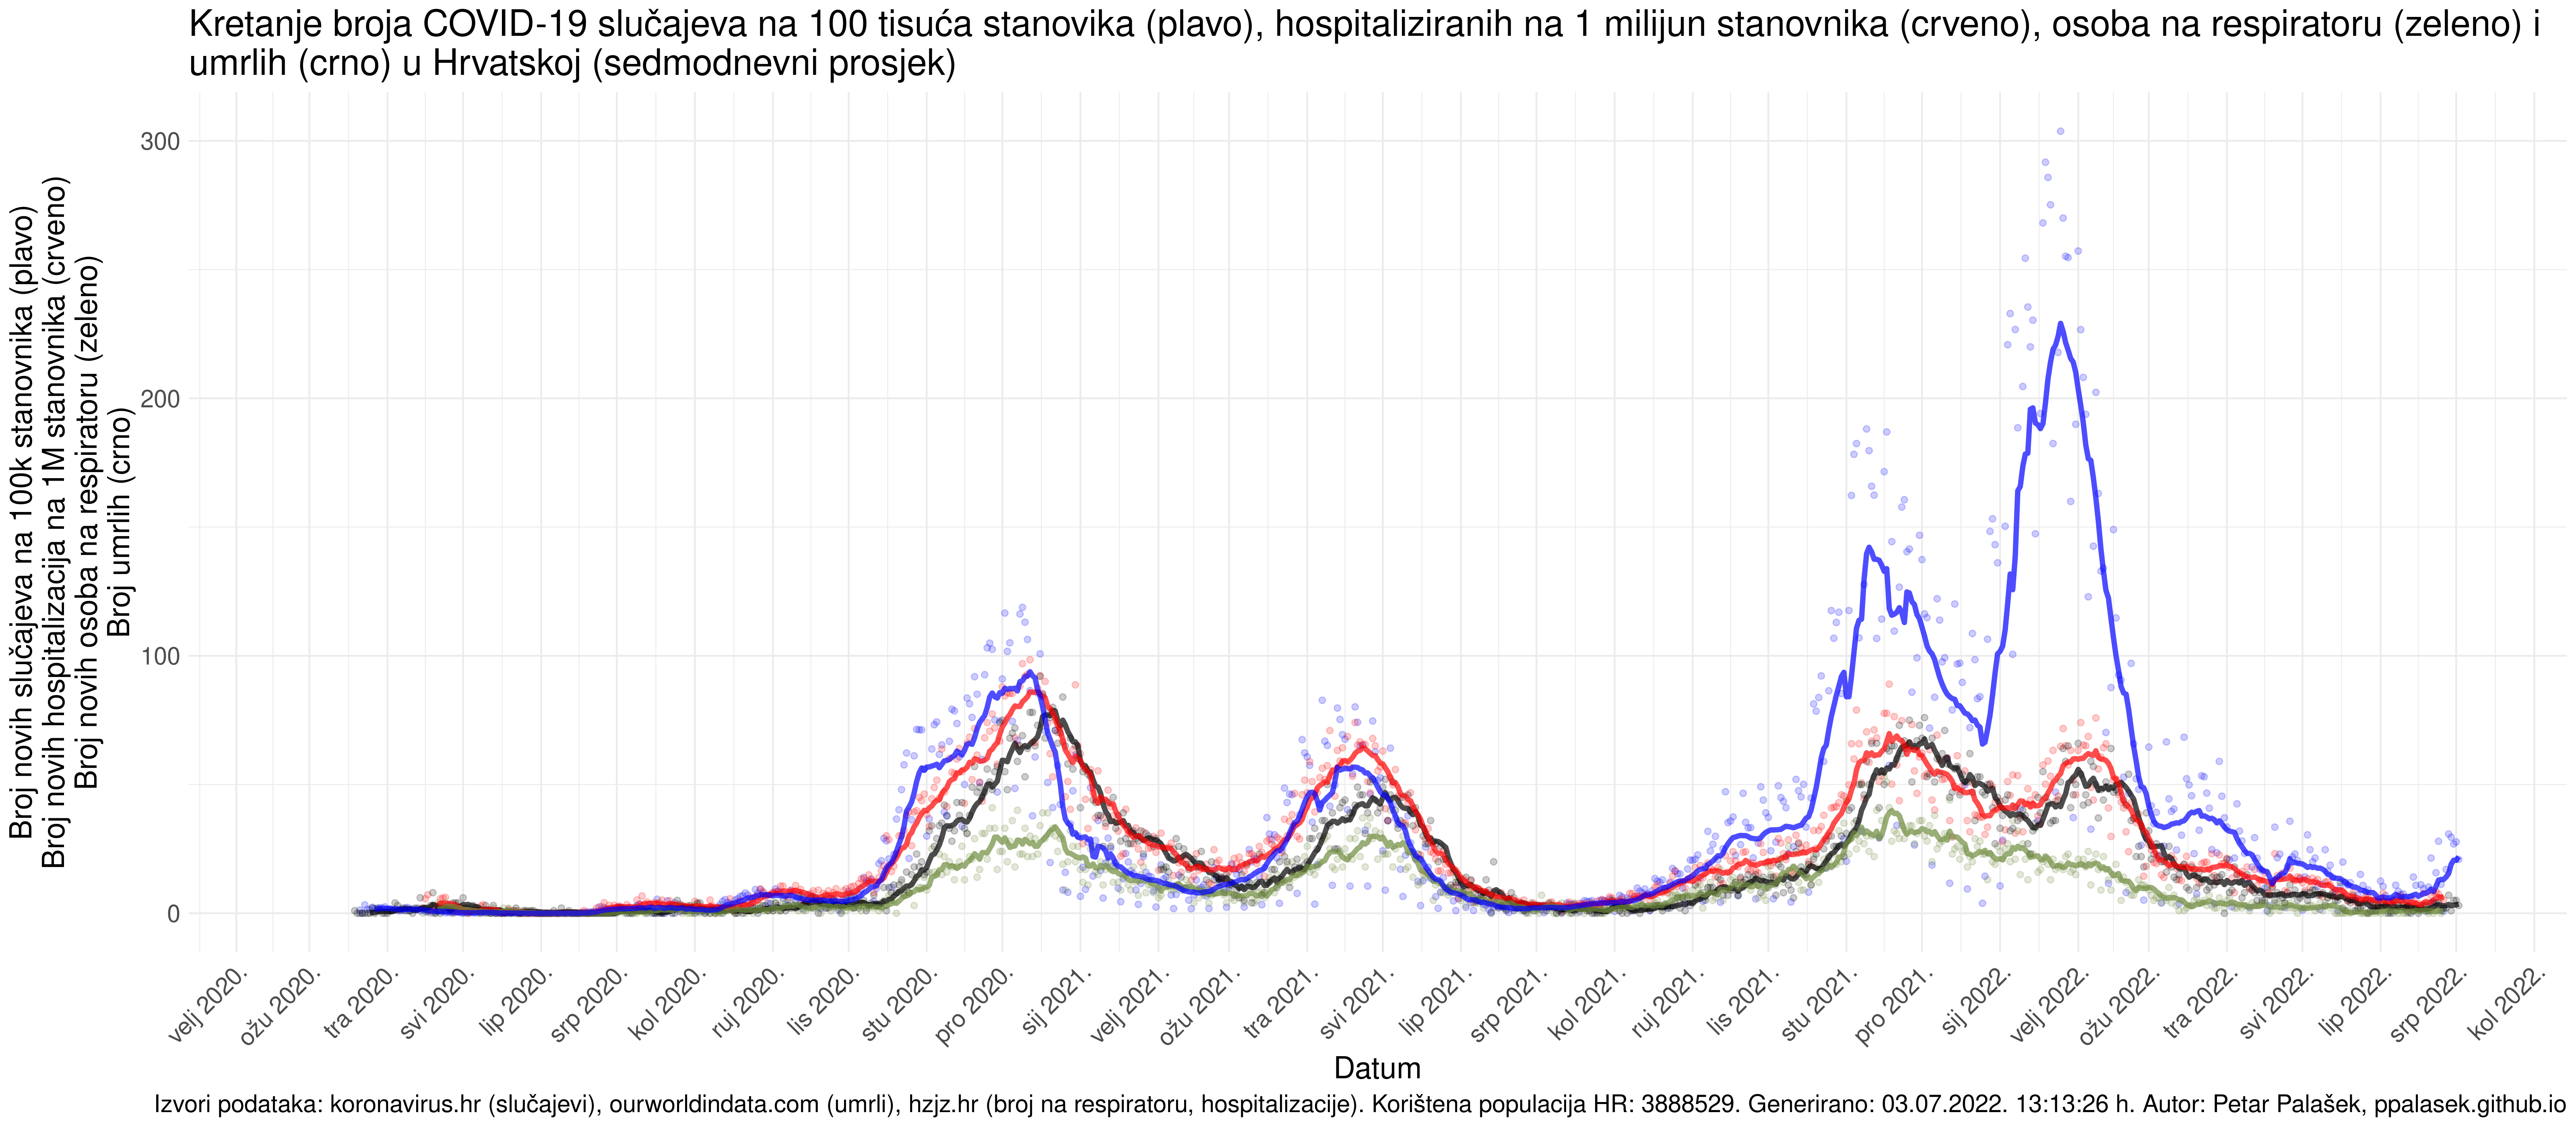 Kretanje broja COVID-19 slučajeva na 100 tisuća stanovika (plavo), hospitaliziranih na 1 milijun stanovnika (crveno), osoba na respiratoru (zeleno) i
umrlih (crno) u Hrvatskoj (sedmodnevni prosjek)
Broj novih slučajeva na 100k stanovnika (plavo)
Broj novih hospitalizacija na 1M stanovnika (crveno)
Broj novih osoba na respiratoru (zeleno)
Broj umrlih (crno)
300
200
100
0
velj 2020.
ožu 2020.
tra 2020.
svi 2020.
lip 2020.
srp 2020.
kol 2020.
ruj 2020.
lis 2020.
stu 2020.
pro 2020.
sij 2021.
velj 2021.
ožu 2021.
tra 2021.
svi 2021.
lip 2021.
srp 2021.
kol 2021.
ruj 2021.
lis 2021.
stu 2021.
pro 2021.
sij 2022.
velj 2022.
ožu 2022.
tra 2022.
svi 2022.
lip 2022.
srp 2022.
kol 2022.
Datum
Izvori podataka: koronavirus.hr (slučajevi), ourworldindata.com (umrli), hzjz.hr (broj na respiratoru, hospitalizacije). Korištena populacija HR: 3888529. Generirano: 03.07.2022. 13:13:26 h. Autor: Petar Palašek, ppalasek.github.io